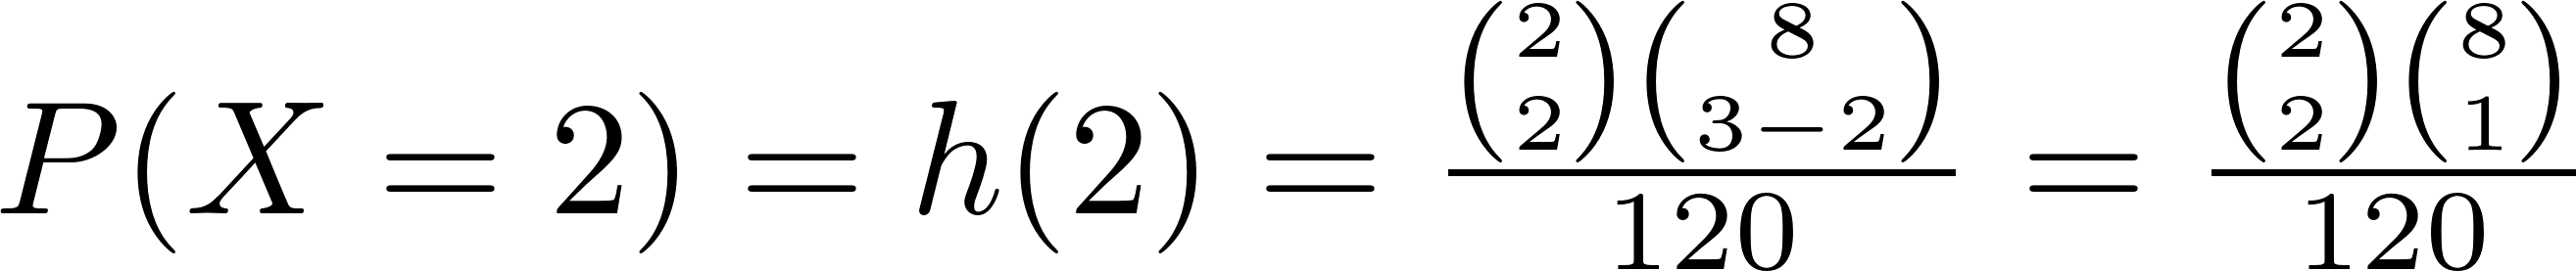 $P(X = 2) = h(2) = \frac{\binom{2}{2}\binom{8}{3-2}}{120} = \frac{\binom{2}{2}\binom{8}{1}}{120}$